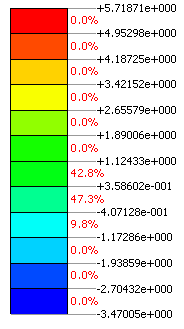 +5.71871e+000
0.0%
+4.95298e+000
0.0%
+4.18725e+000
0.0%
+3.42152e+000
0.0%
+2.65579e+000
0.0%
+1.89006e+000
0.0%
+1.12433e+000
42.8%
+3.58602e-001
47.3%
-4.07128e-001
9.8%
-1.17286e+000
0.0%
-1.93859e+000
0.0%
-2.70432e+000
0.0%
-3.47005e+000